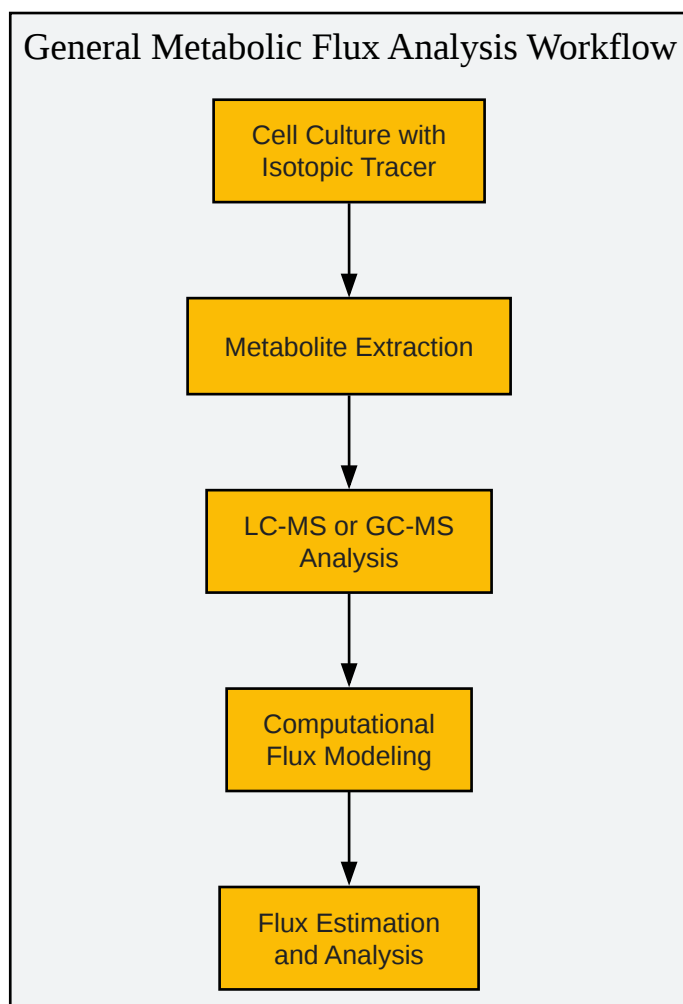 General Metabolic Flux Analysis Workflow
Cell Culture with
Isotopic Tracer
Metabolite Extraction
LC-MS or GC-MS
Analysis
Computational
Flux Modeling
Flux Estimation
and Analysis